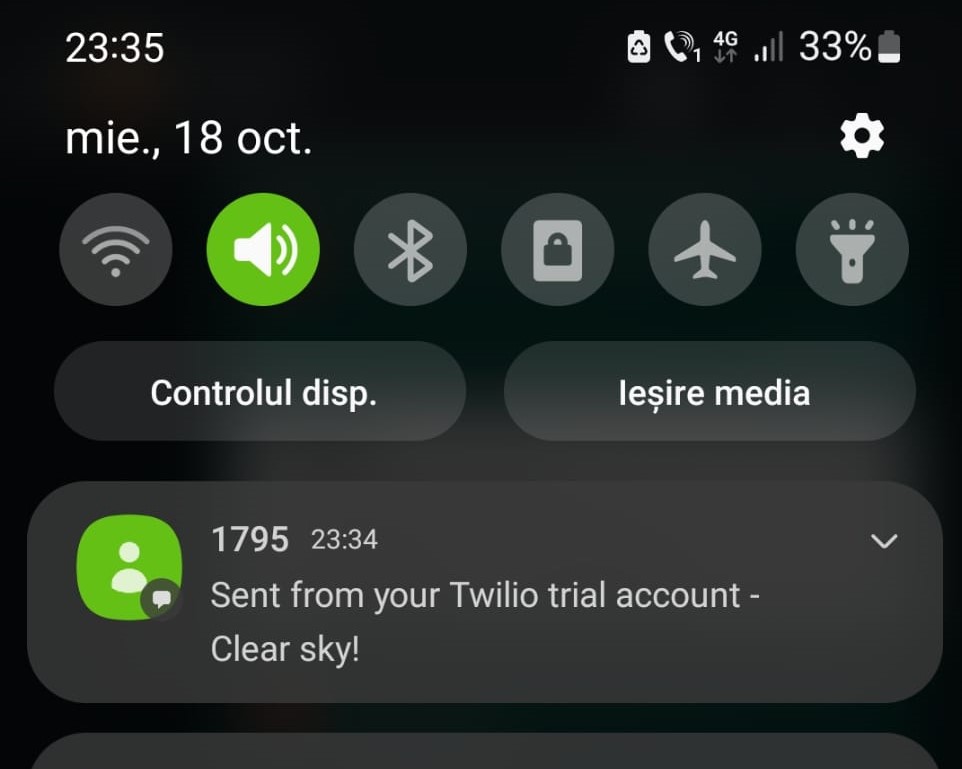 23:35 1 4G 33%
mie., 18 oct.
Controlul disp. Ieșire media
1795 23:34
Sent from your Twilio trial account -
Clear sky!